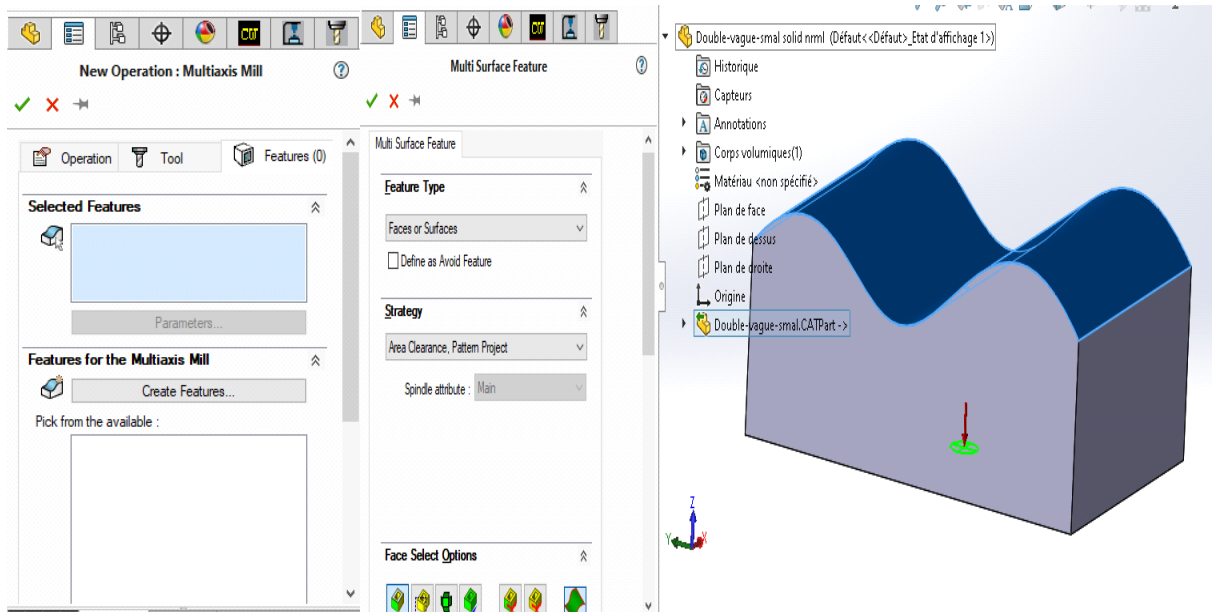 New Operation : Multiaxis Mill
Operation
Tool
Features (0)
Selected Features
Parameters...
Features for the Multiaxis Mill
Create Features...
Pick from the available :
Multi Surface Feature
Multi Surface Feature
Feature Type
Faces or Surfaces
Define as Avoid Feature
Strategy
Area Clearance, Pattern Project
Spindle attribute : Main
Face Select Options
Double-vague-smal solid nrml (Défaut<<Défaut>_Etat d'affichage 1>)
Historique
Capteurs
Annotations
Corps volumiques(1)
Matériau <non spécifié>
Plan de face
Plan de dessus
Plan de droite
Origine
Double-vague-smal.CATPart ->
Z
Y
X